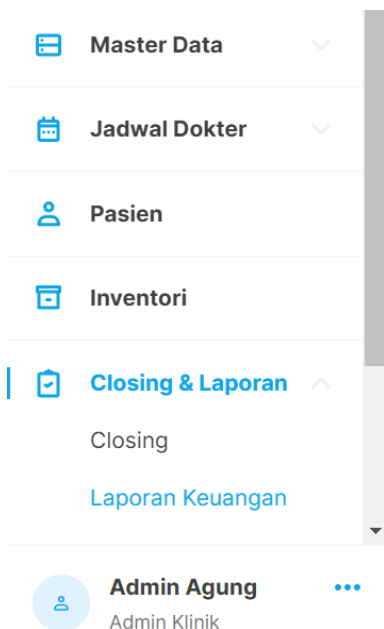 Master Data
Jadwal Dokter
Pasien
Inventori
Closing & Laporan
Closing
Laporan Keuangan
Admin Agung
Admin Klinik